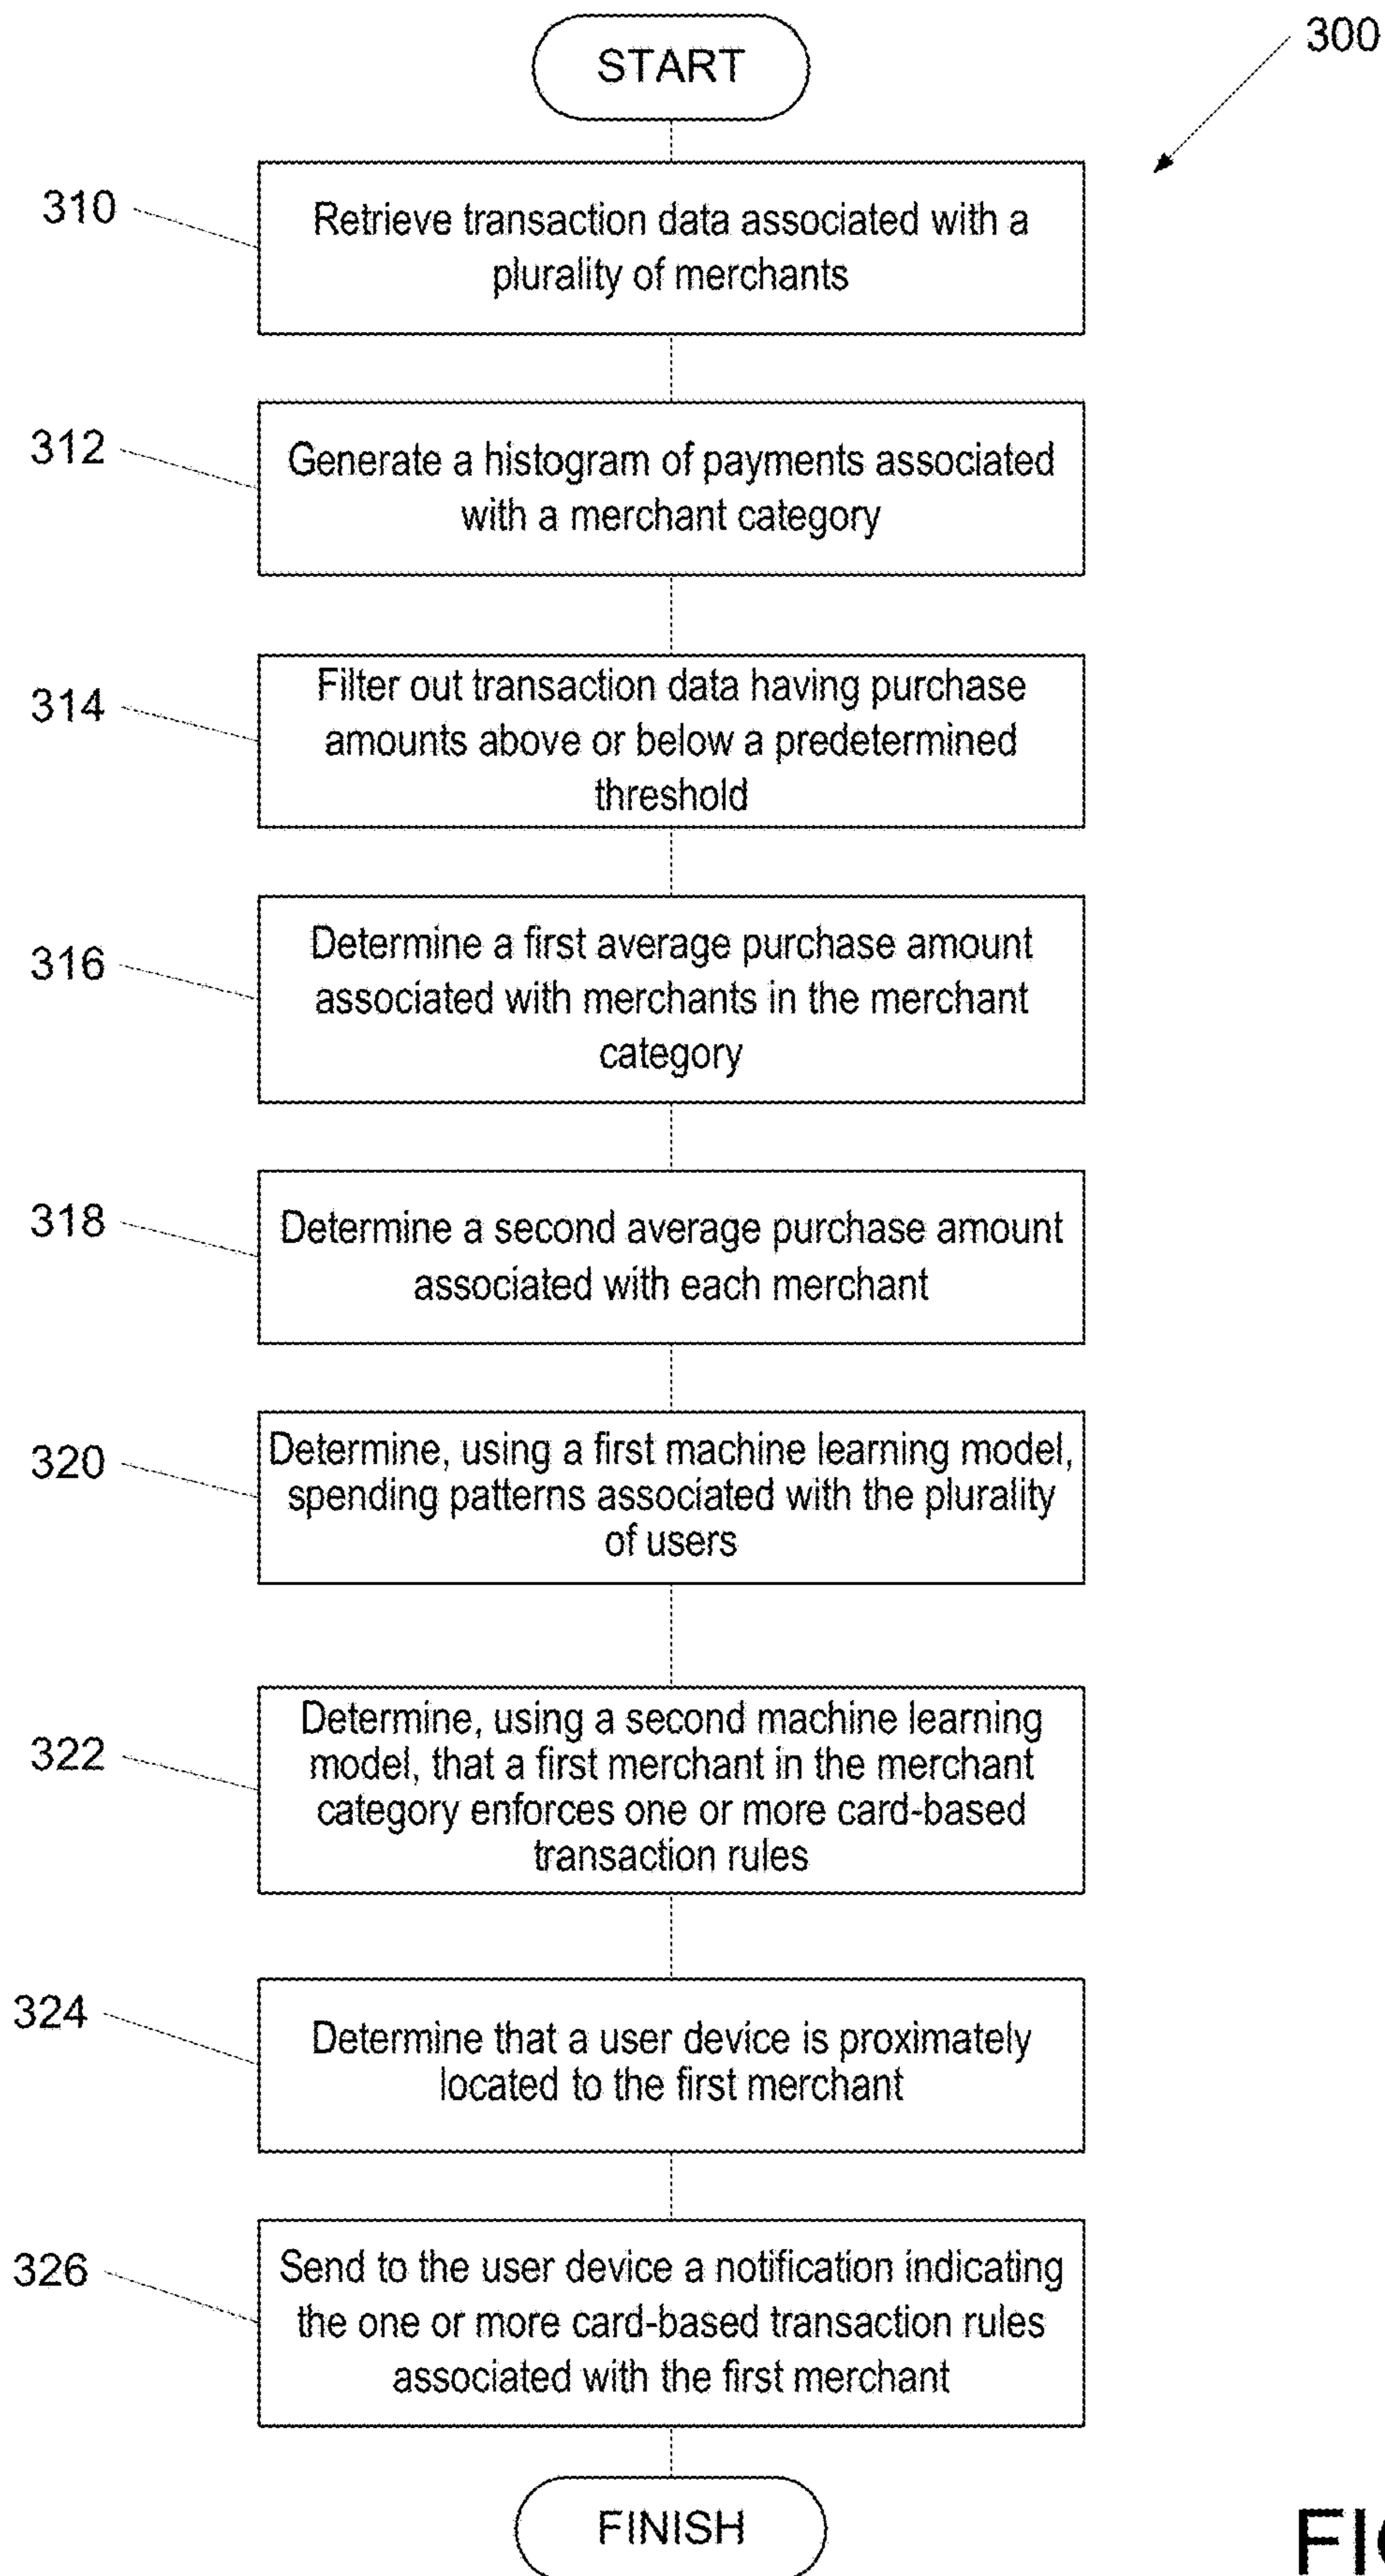 START
300
310
Retrieve transaction data associated with a
plurality of merchants
312
Generate a histogram of payments associated
with a merchant category
314
Filter out transaction data having purchase
amounts above or below a predetermined
threshold
316
Determine a first average purchase amount
associated with merchants in the merchant
category
318
Determine a second average purchase amount
associated with each merchant
320
Determine, using a first machine learning model,
spending patterns associated with the plurality
of users
322
Determine, using a second machine learning
model, that a first merchant in the merchant
category enforces one or more card-based
transaction rules
324
Determine that a user device is proximately
located to the first merchant
326
Send to the user device a notification indicating
the one or more card-based transaction rules
associated with the first merchant
FINISH